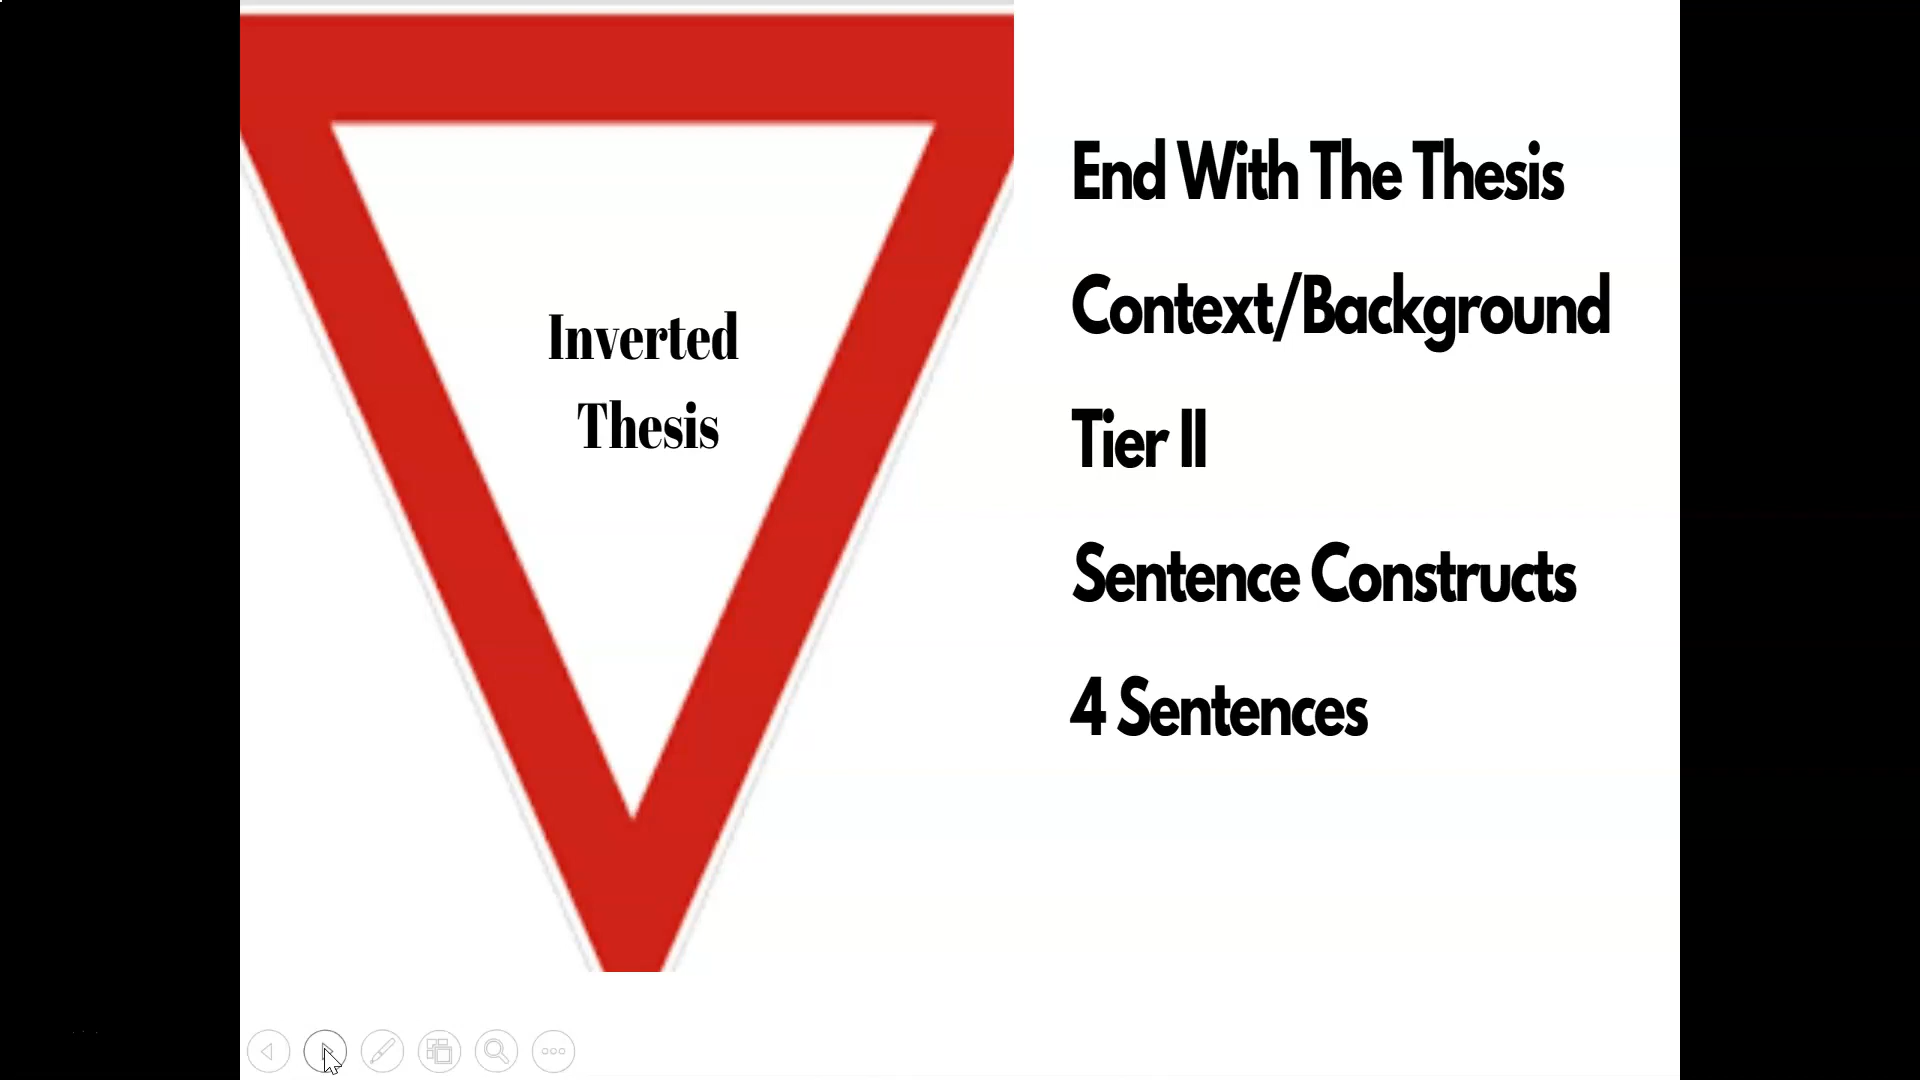 Inverted
Thesis
End With The Thesis
Context/Background
Tier II
Sentence Constructs
4 Sentences